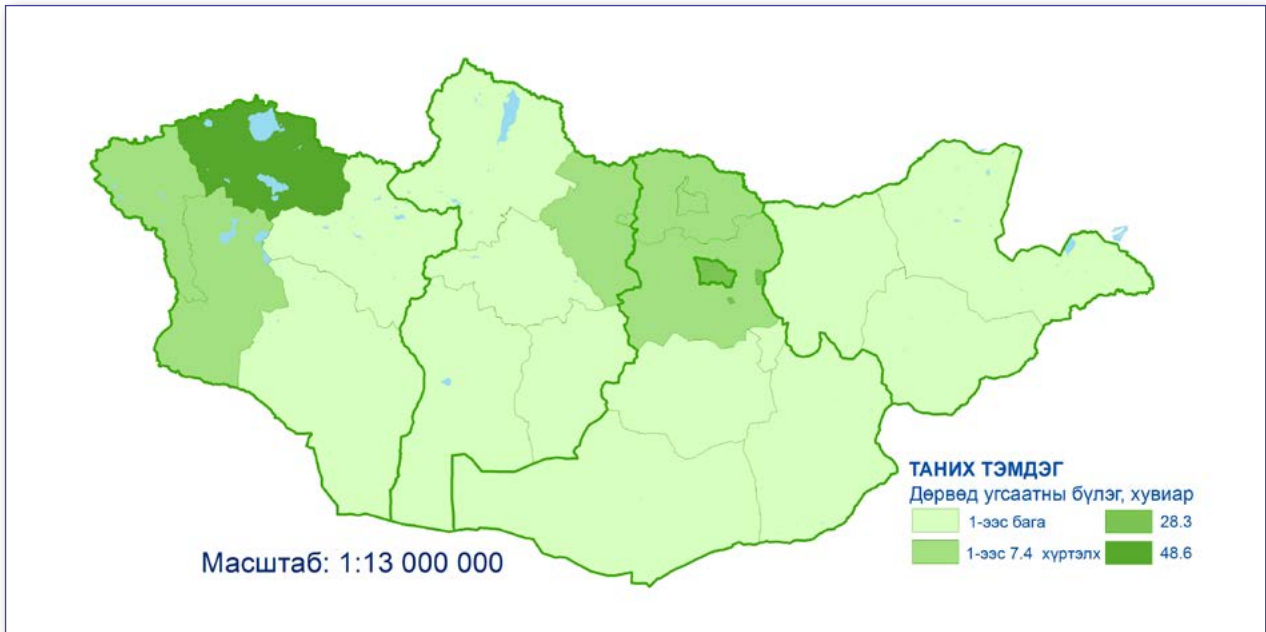 ТАНИХ ТЭМДЭГ
Дөрвөд угсаатны бүлэг, хувиар
1-ээс бага
28.3
1-ээс 7.4 хүртэлх
48.6
Масштаб: 1:13 000 000